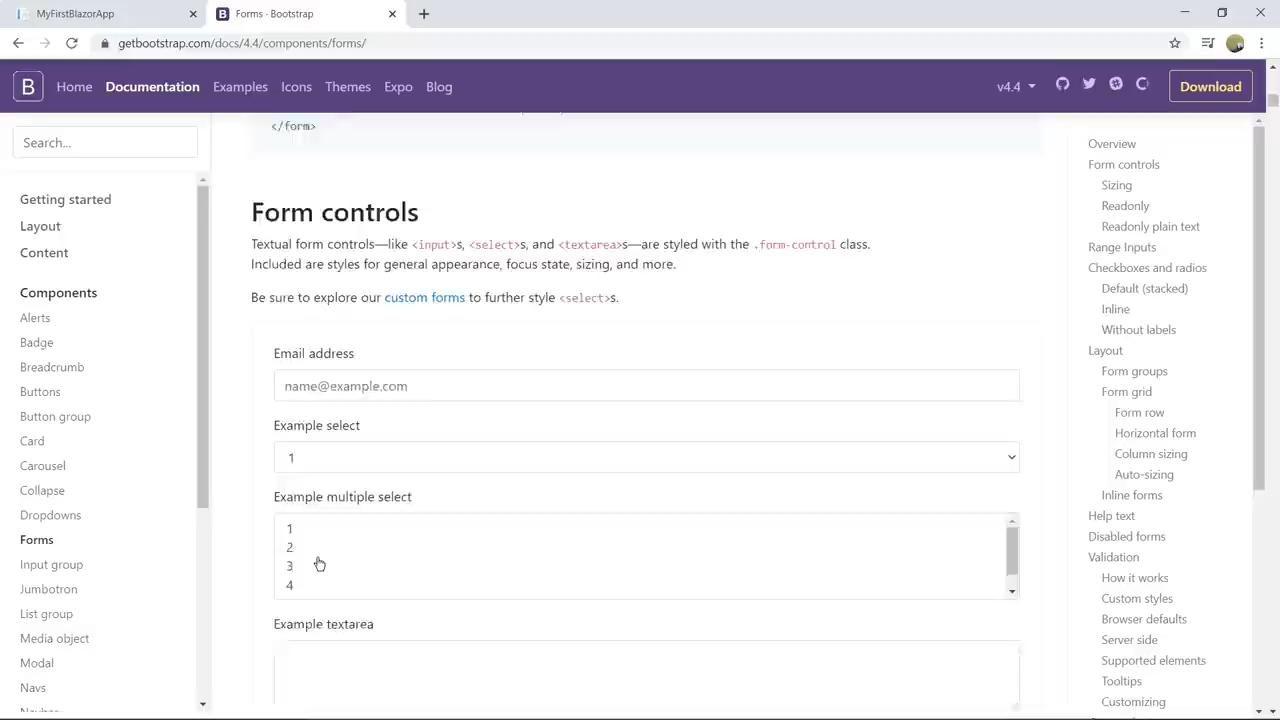 MyFirstBlazorApp
Forms · Bootstrap
getbootstrap.com/docs/4.4/components/forms/
B
Home
Documentation
Examples
Icons
Themes
Expo
Blog
v4.4
Download
Search...
Getting started
Layout
Content
Components
Alerts
Badge
Breadcrumb
Buttons
Button group
Card
Carousel
Collapse
Dropdowns
Forms
Input group
Jumbotron
List group
Media object
Modal
Navs
</form>
Form controls
Textual form controls—like <input>s, <select>s, and <textarea>s—are styled with the .form-control class.
Included are styles for general appearance, focus state, sizing, and more.
Be sure to explore our custom forms to further style <select>s.
Email address
name@example.com
Example select
1
Example multiple select
1
2
3
4
Example textarea
Overview
Form controls
Sizing
Readonly
Readonly plain text
Range Inputs
Checkboxes and radios
Default (stacked)
Inline
Without labels
Layout
Form groups
Form grid
Form row
Horizontal form
Column sizing
Auto-sizing
Inline forms
Help text
Disabled forms
Validation
How it works
Custom styles
Browser defaults
Server side
Supported elements
Tooltips
Customizing